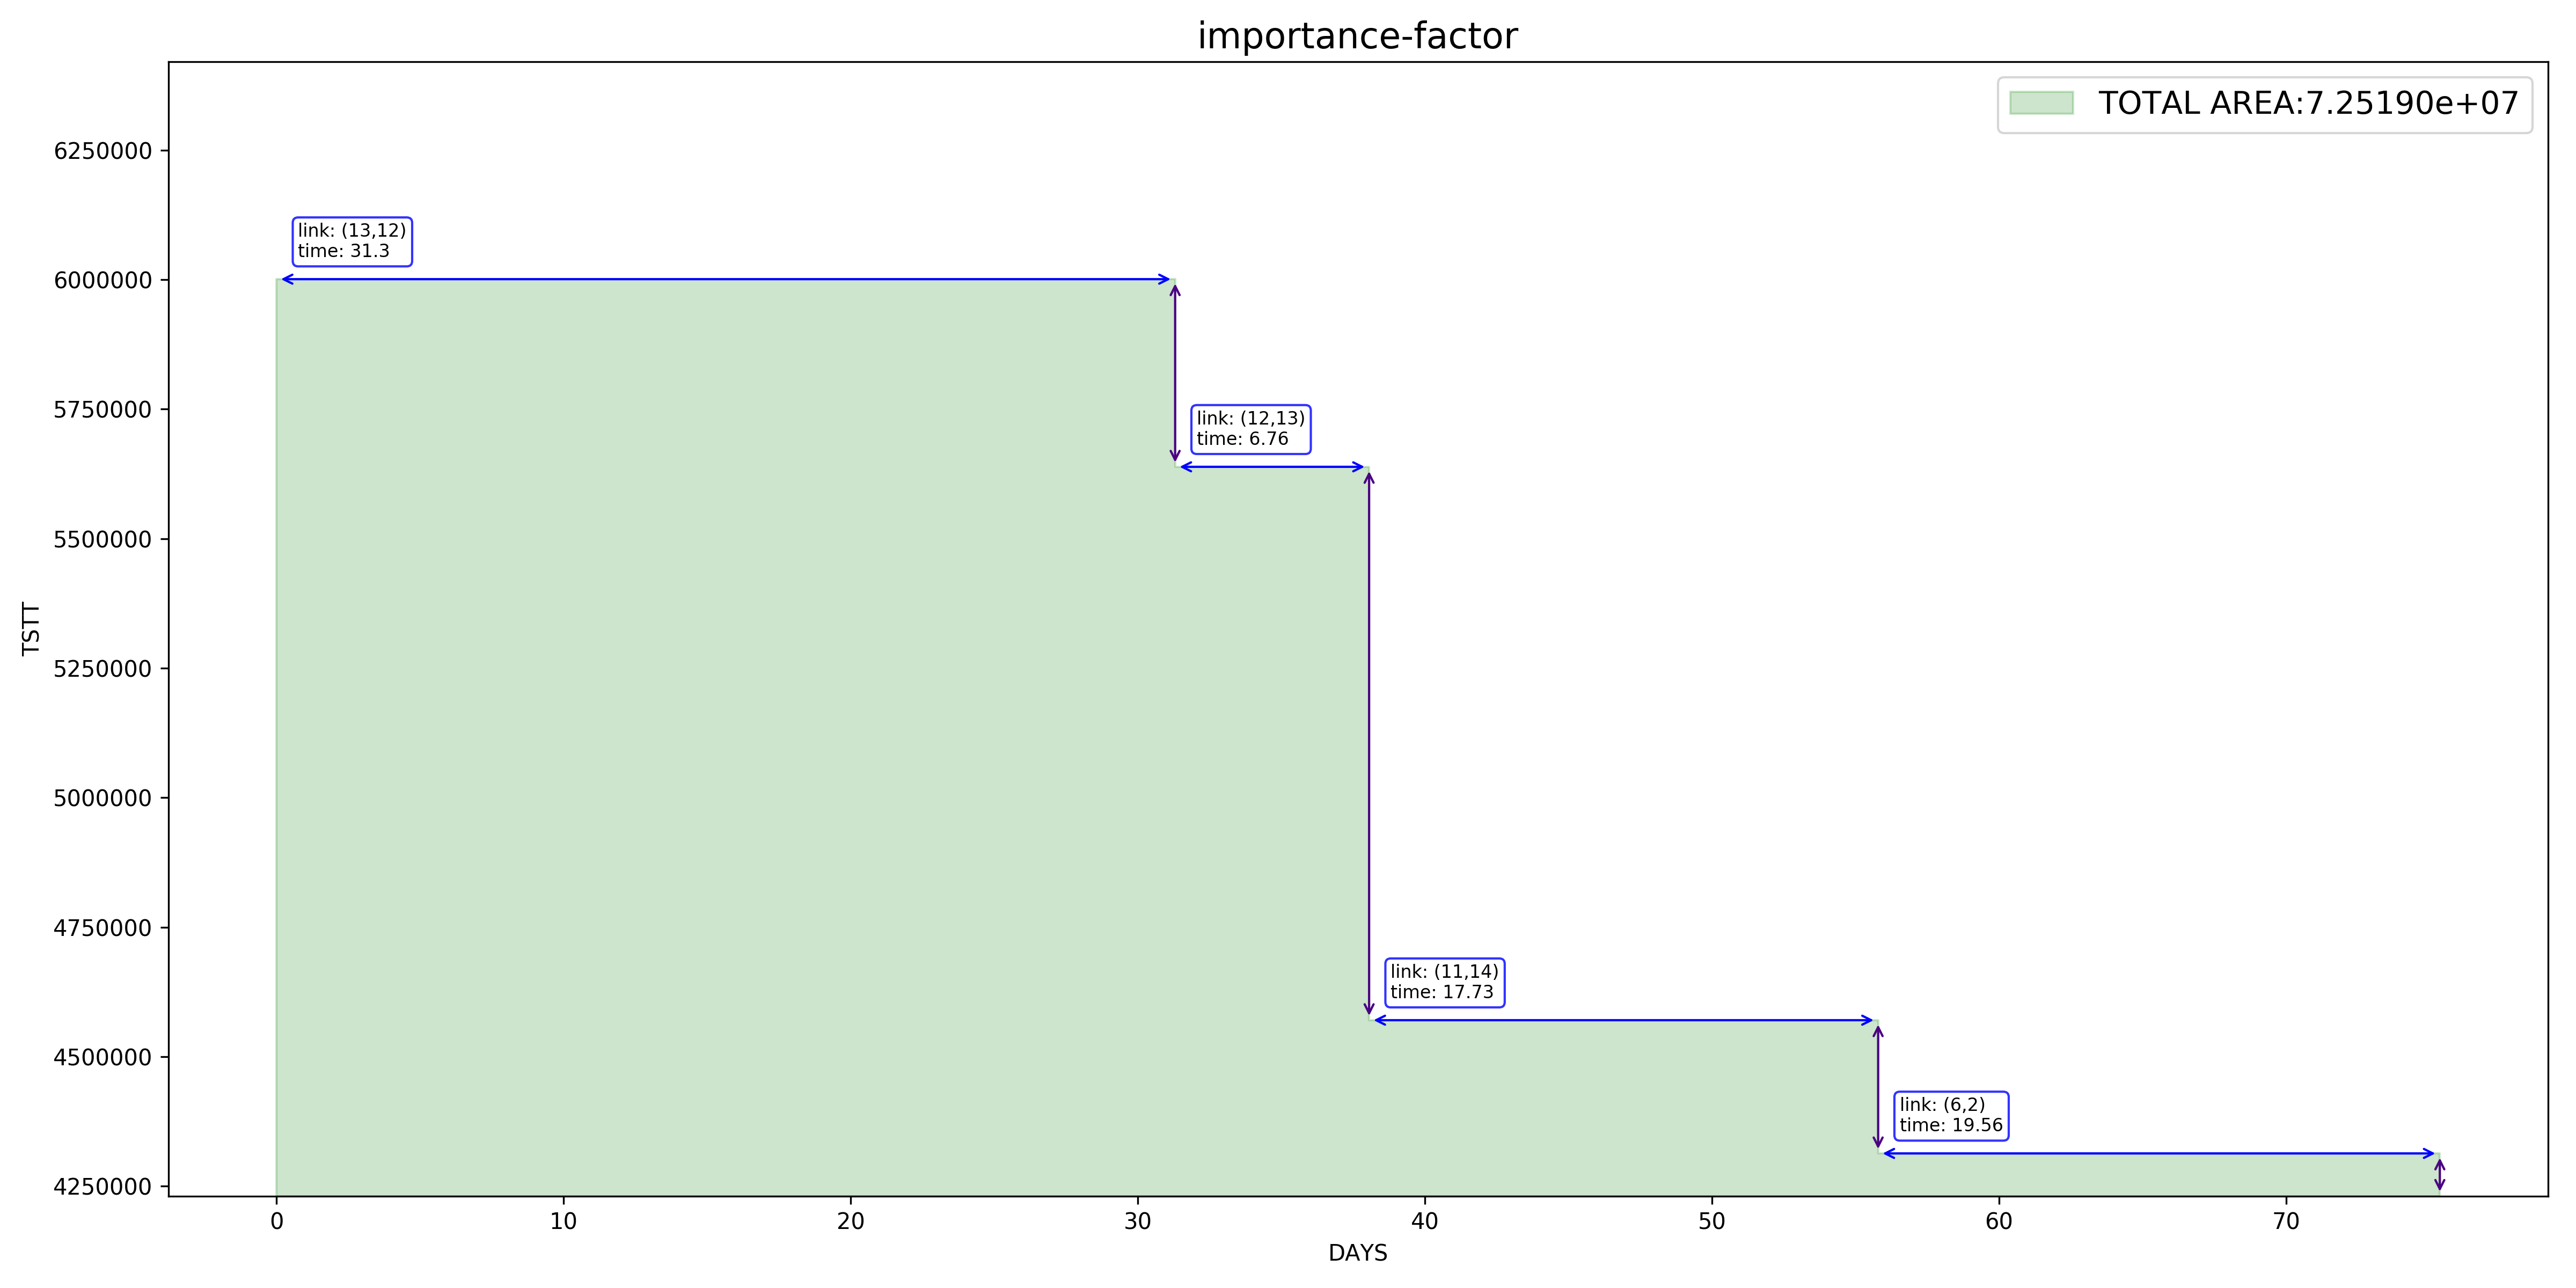 importance-factor
TOTAL AREA:7.25190e+07
6250000
6000000
5750000
5500000
5250000
5000000
4750000
4500000
4250000
TSTT
link: (13,12)
time: 31.3
link: (12,13)
time: 6.76
link: (11,14)
time: 17.73
link: (6,2)
time: 19.56
0 10 20 30 40 50 60 70
DAYS